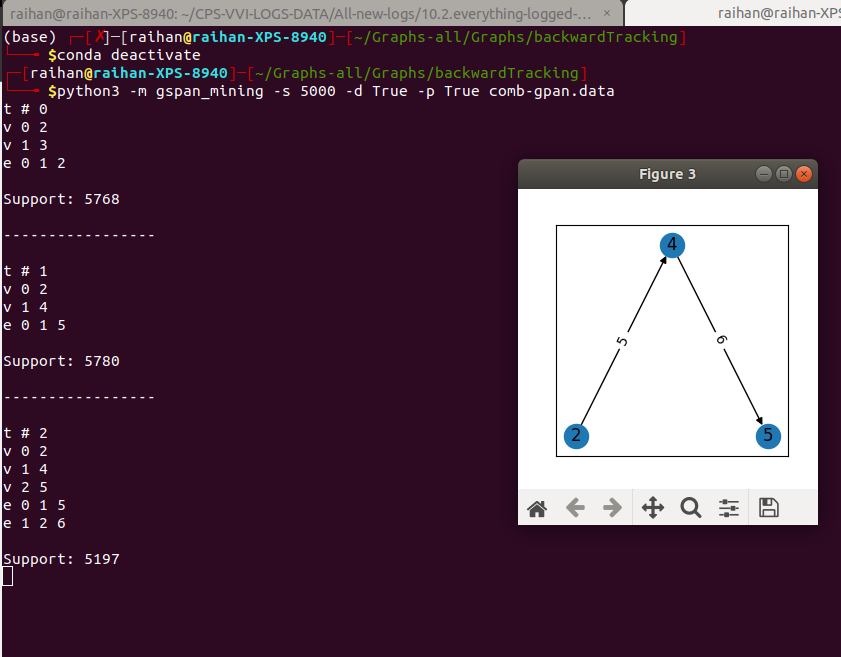 raihan@raihan-XPS-8940: ~/CPS-VVI-LOGS-DATA/All-new-logs/10.2.everything-logged-... ×
raihan@raihan-XPS
(base) ┌─[✗]─[raihan@raihan-XPS-8940]─[~/Graphs-all/Graphs/backwardTracking]
└──╼ $conda deactivate
┌─[raihan@raihan-XPS-8940]─[~/Graphs-all/Graphs/backwardTracking]
└──╼ $python3 -m gspan_mining -s 5000 -d True -p True comb-gpan.data
t # 0
v 0 2
v 1 3
e 0 1 2
Support: 5768
-----------------
t # 1
v 0 2
v 1 4
e 0 1 5
Support: 5780
-----------------
t # 2
v 0 2
v 1 4
v 2 5
e 0 1 5
e 1 2 6
Support: 5197
Figure 3
4
5
6
2
5